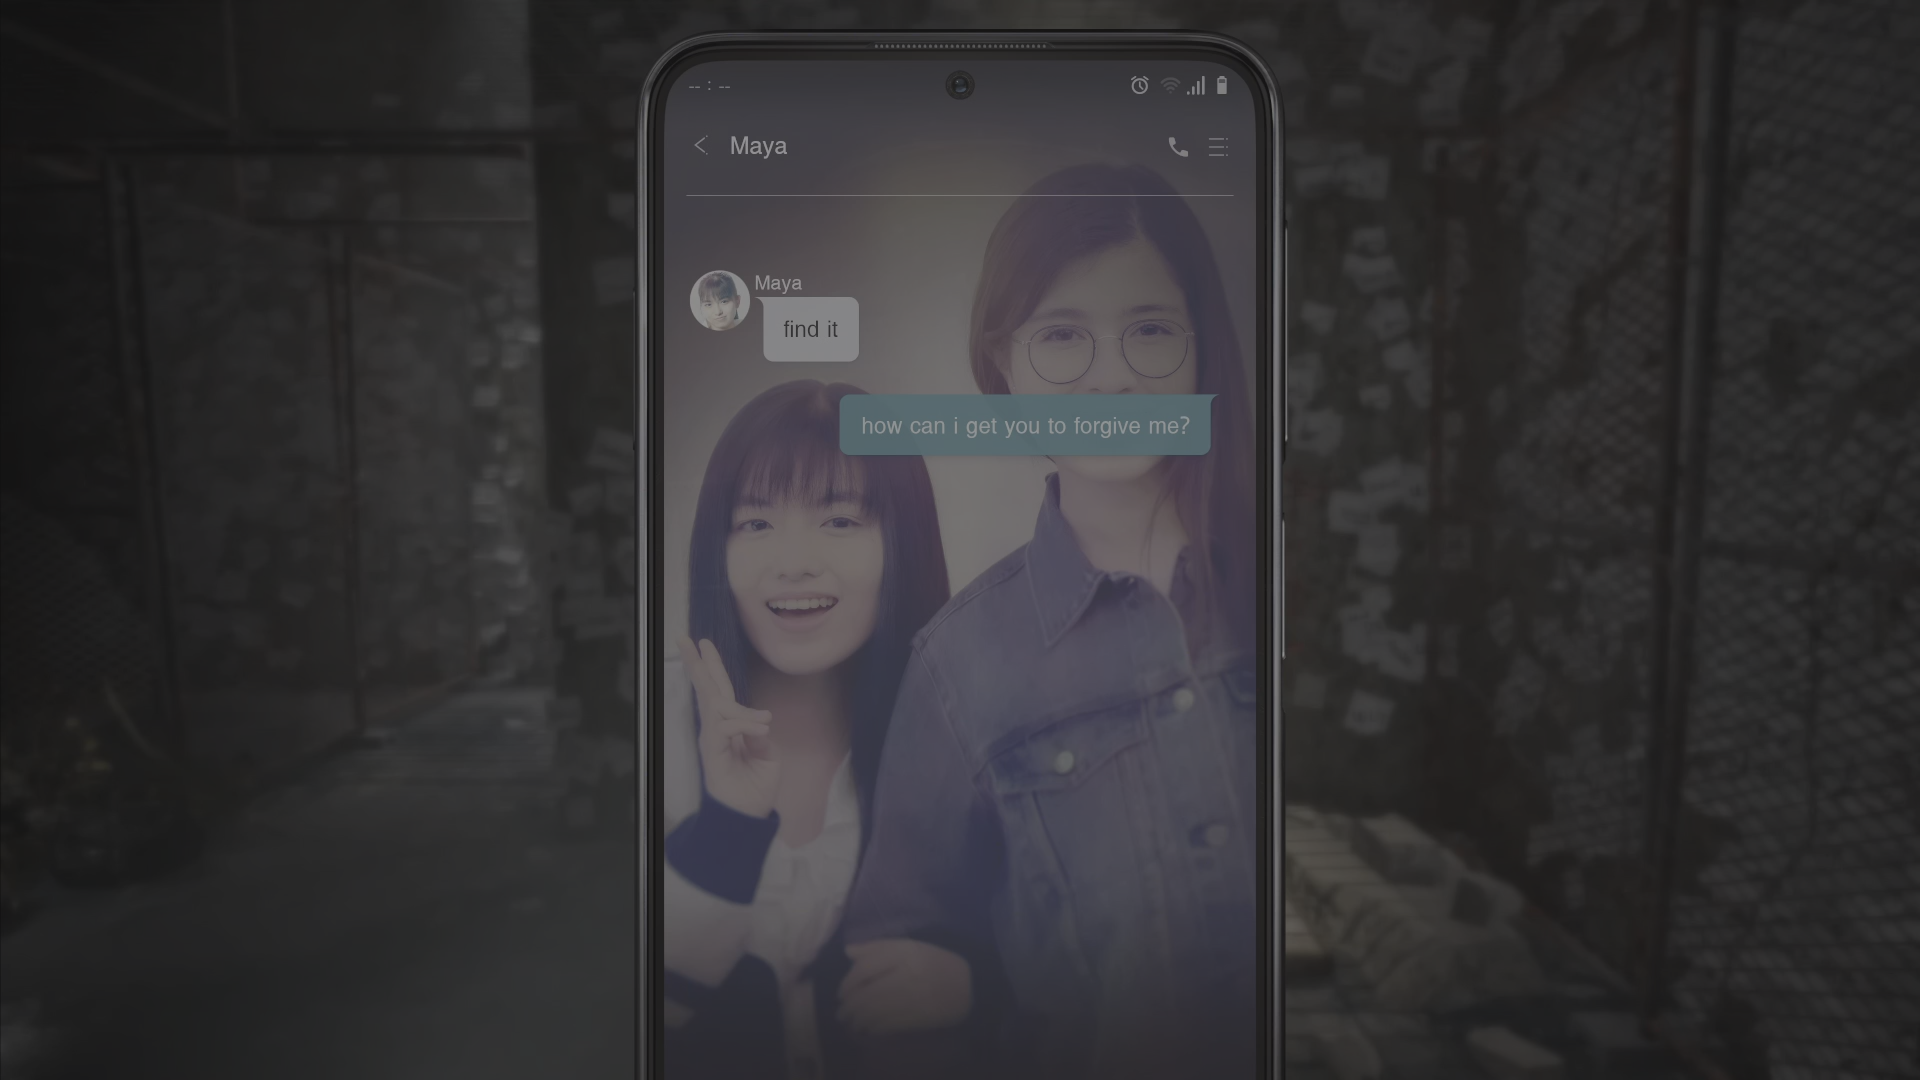 -- : --
Maya
Maya
find it
how can i get you to forgive me?